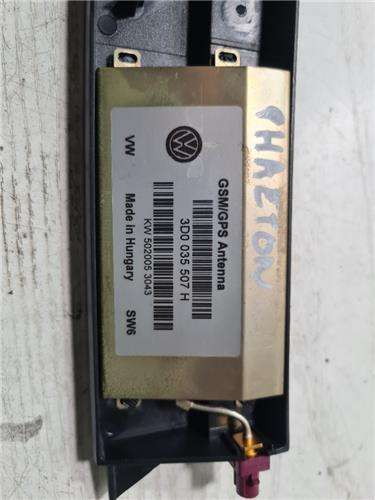 GSM/GPS Antenna
3D0 035 507 H
KW 502005 3043
Made in Hungary
VW
SW6
PHAETON